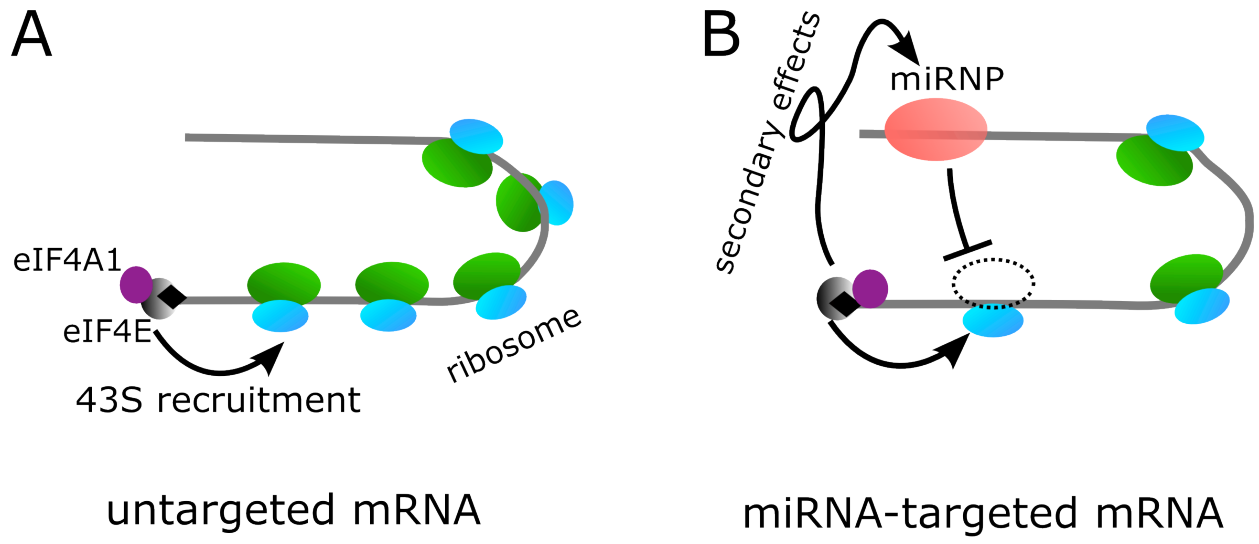 A
eIF4A1
eIF4E
ribosome
43S recruitment
untargeted mRNA
B
secondary effects
miRNP
miRNA-targeted mRNA